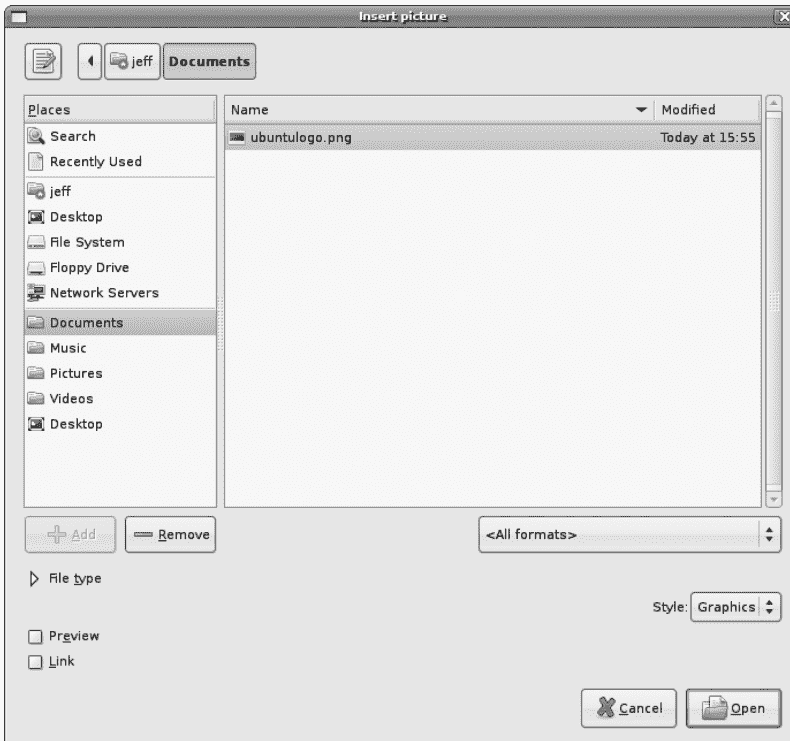 Insert picture
jeff
Documents
Places
Search
Recently Used
jeff
Desktop
File System
Floppy Drive
Network Servers
Documents
Music
Pictures
Videos
Desktop
Name Modified
ubuntulogo.png Today at 15:55
Add Remove <All formats>
File type
Style: Graphics
Preview
Link
Cancel Open